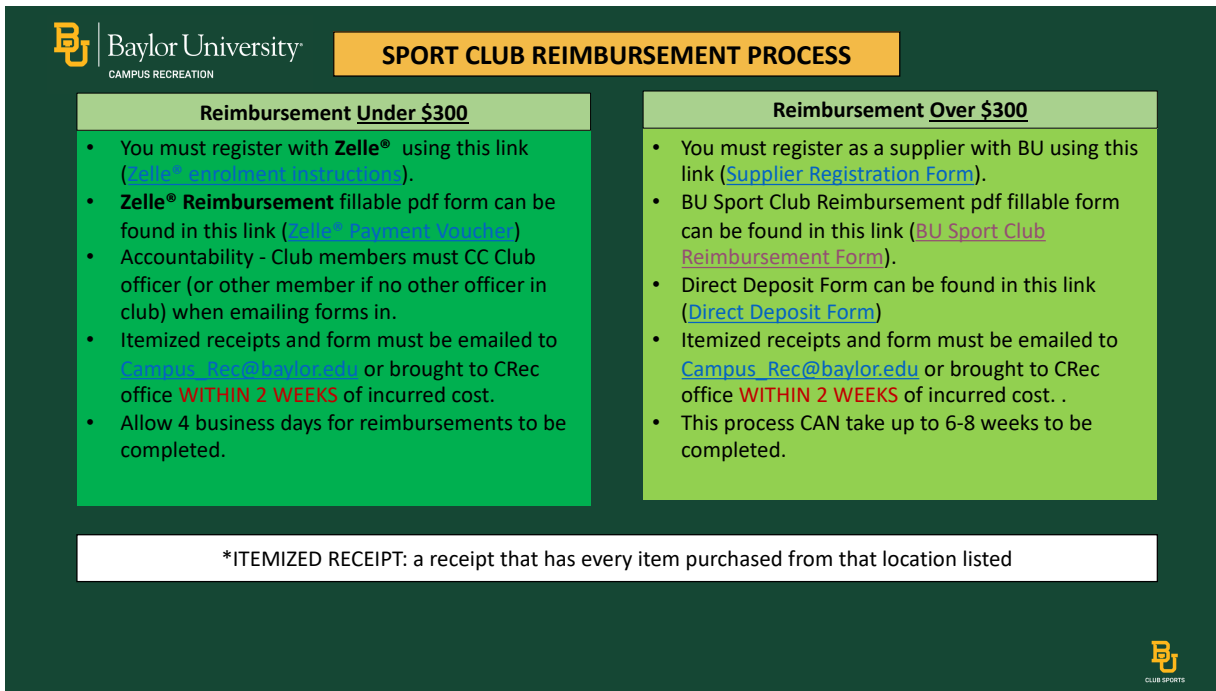 BU
Baylor University
CAMPUS RECREATION
SPORT CLUB REIMBURSEMENT PROCESS
Reimbursement Under $300
• You must register with Zelle® using this link
(Zelle® enrolment instructions).
• Zelle® Reimbursement fillable pdf form can be
found in this link (Zelle® Payment Voucher)
• Accountability - Club members must CC Club
officer (or other member if no other officer in
club) when emailing forms in.
• Itemized receipts and form must be emailed to
Campus_Rec@baylor.edu or brought to CRec
office WITHIN 2 WEEKS of incurred cost.
• Allow 4 business days for reimbursements to be
completed.
Reimbursement Over $300
• You must register as a supplier with BU using this
link (Supplier Registration Form).
• BU Sport Club Reimbursement pdf fillable form
can be found in this link (BU Sport Club
Reimbursement Form).
• Direct Deposit Form can be found in this link
(Direct Deposit Form)
• Itemized receipts and form must be emailed to
Campus_Rec@baylor.edu or brought to CRec
office WITHIN 2 WEEKS of incurred cost. .
• This process CAN take up to 6-8 weeks to be
completed.
*ITEMIZED RECEIPT: a receipt that has every item purchased from that location listed
BU
CLUB SPORTS